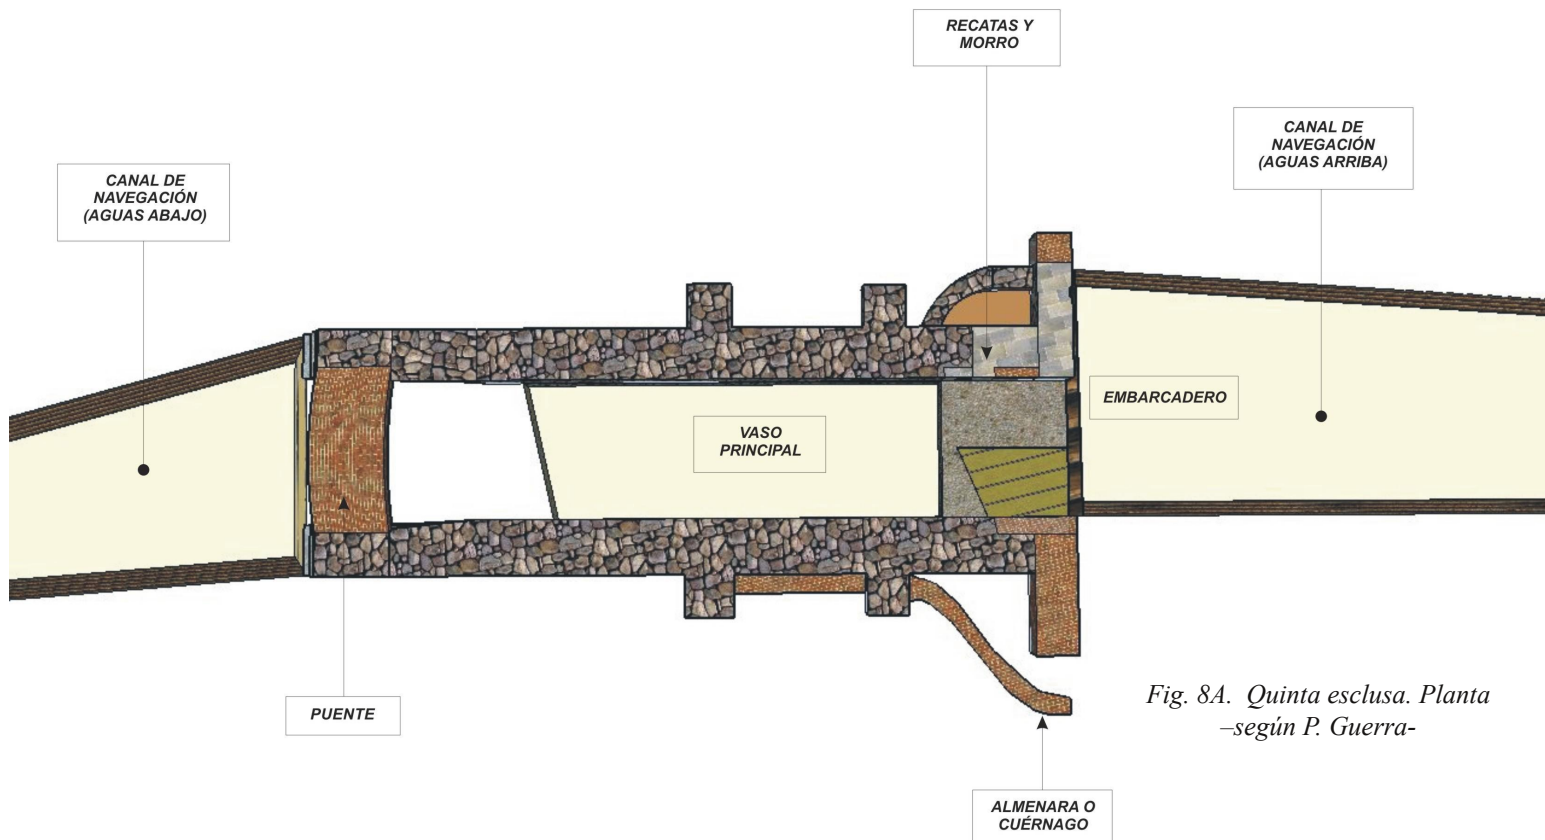 RECATAS Y
MORRO
CANAL DE
NAVEGACIÓN
(AGUAS ARRIBA)
CANAL DE
NAVEGACIÓN
(AGUAS ABAJO)
EMBARCADERO
VASO
PRINCIPAL
PUENTE
Fig. 8A. Quinta esclusa. Planta
–según P. Guerra-
ALMENARA O
CUÉRNAGO